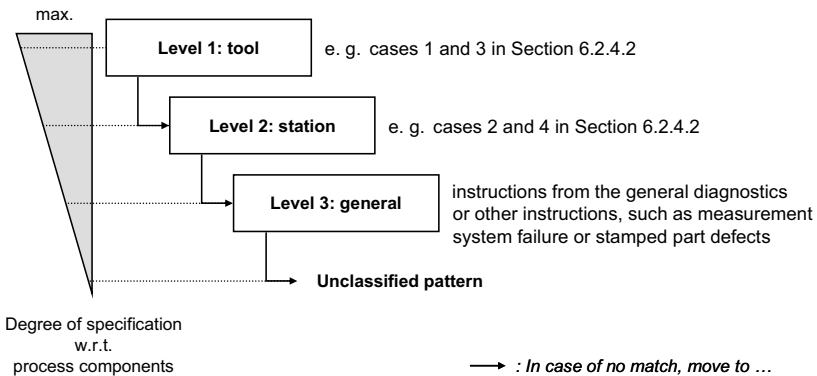 max.
Level 1: tool
e. g. cases 1 and 3 in Section 6.2.4.2
Level 2: station
e. g. cases 2 and 4 in Section 6.2.4.2
Level 3: general
instructions from the general diagnostics
or other instructions, such as measurement
system failure or stamped part defects
Unclassified pattern
Degree of specification
w.r.t.
process components
: In case of no match, move to …